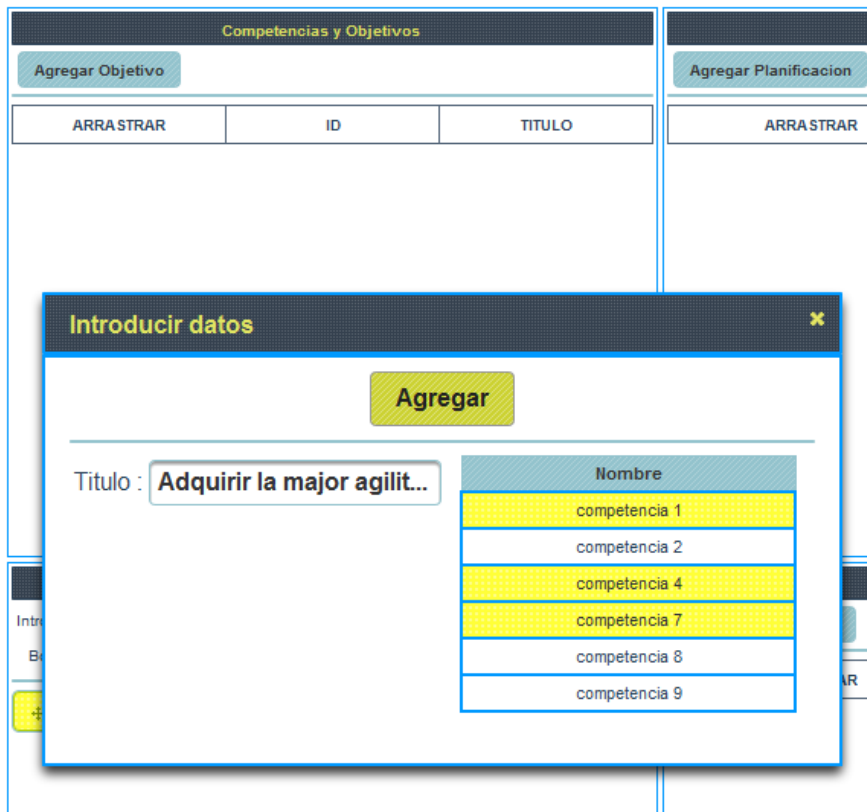 Competencias y Objetivos
Agregar Objetivo
Agregar Planificacion
ARRASTRAR ID TITULO
ARRASTRAR
Introducir datos
Agregar
Titulo : Adquirir la major agilit...
Nombre
competencia 1
competencia 2
competencia 4
competencia 7
competencia 8
competencia 9